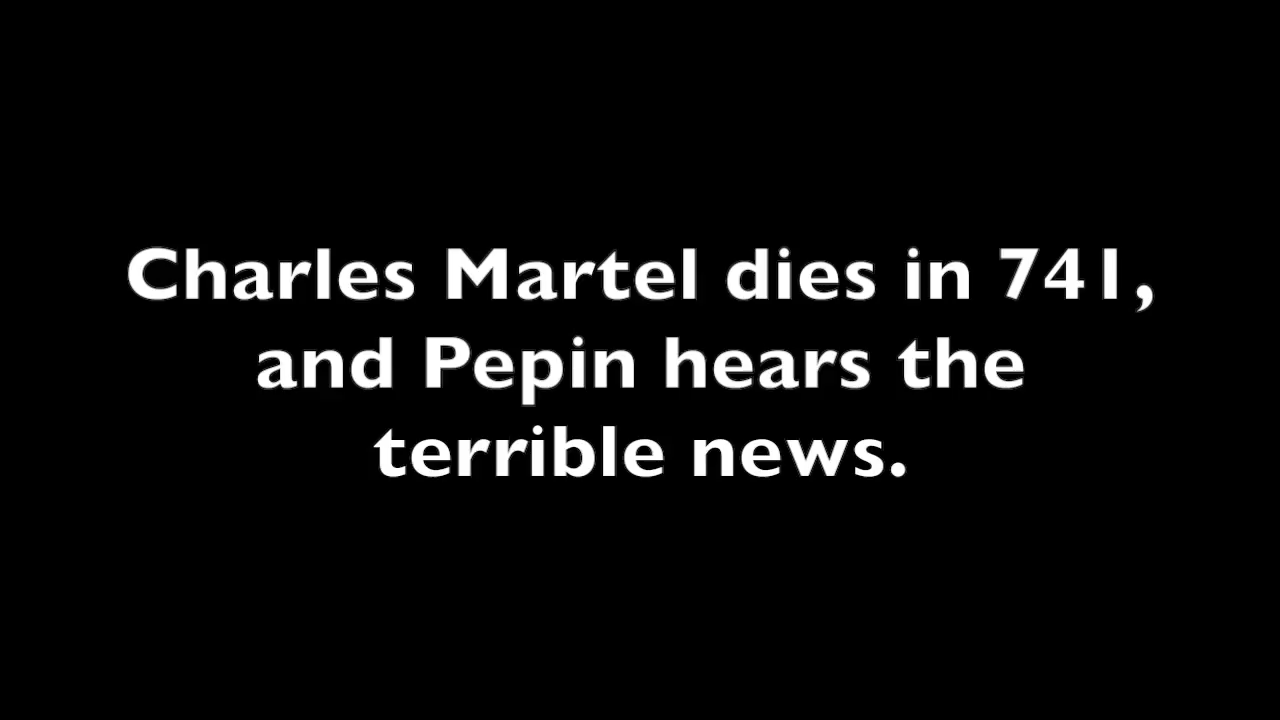 Charles Martel dies in 741,
and Pepin hears the
terrible news.